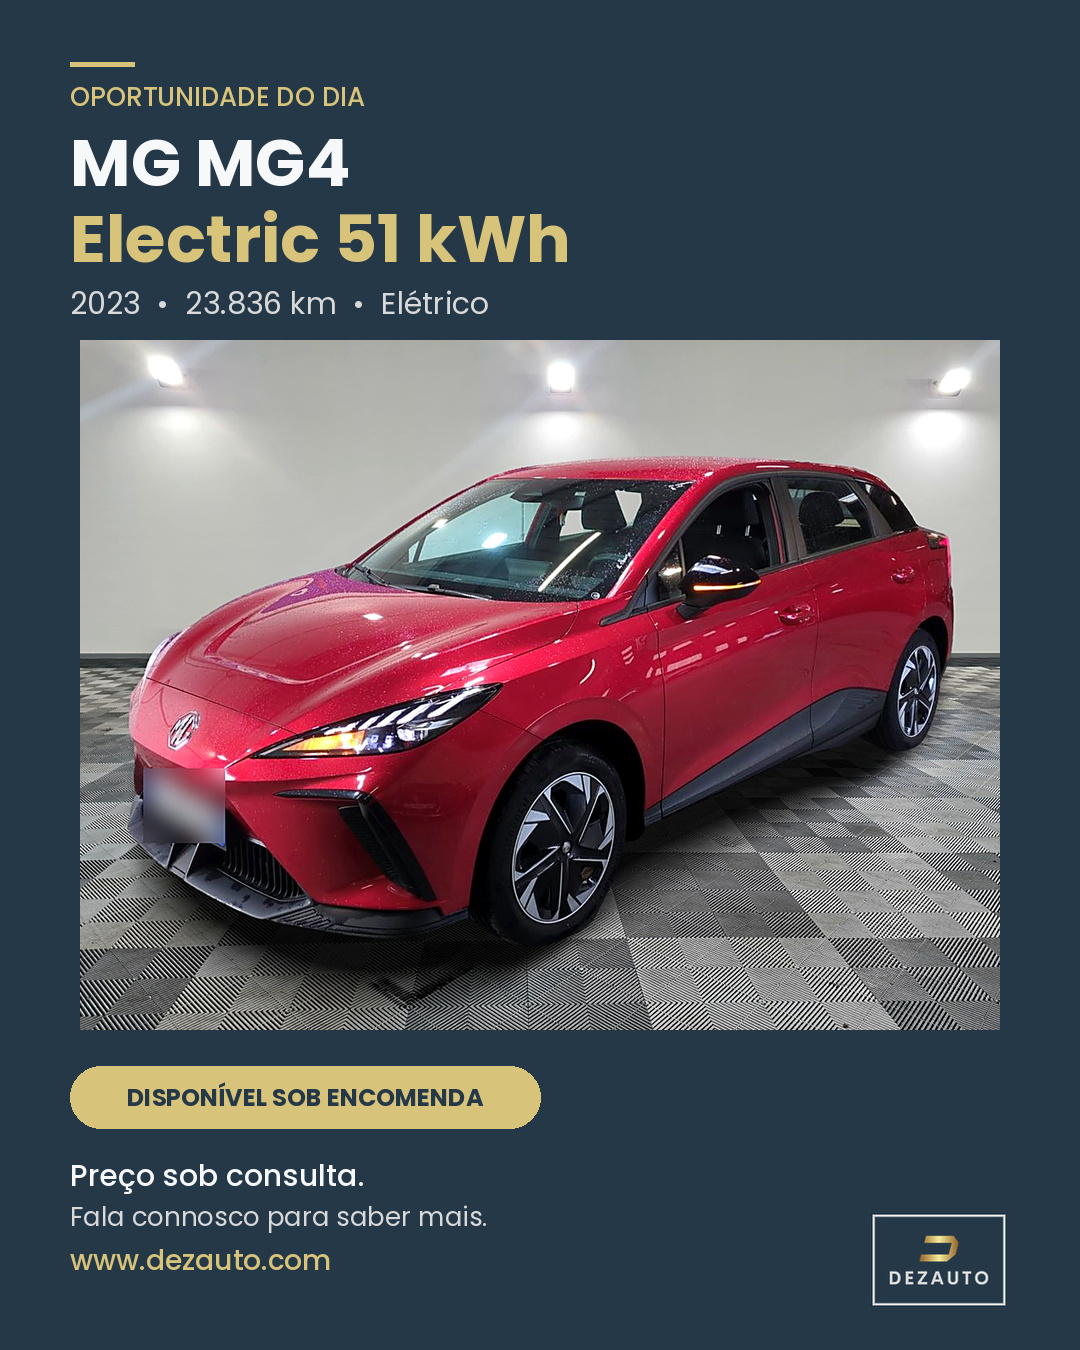 OPORTUNIDADE DO DIA
MG MG4
Electric 51 kWh
2023 • 23.836 km • Elétrico
DISPONÍVEL SOB ENCOMENDA
Preço sob consulta.
Fala connosco para saber mais.
www.dezauto.com
DEZAUTO